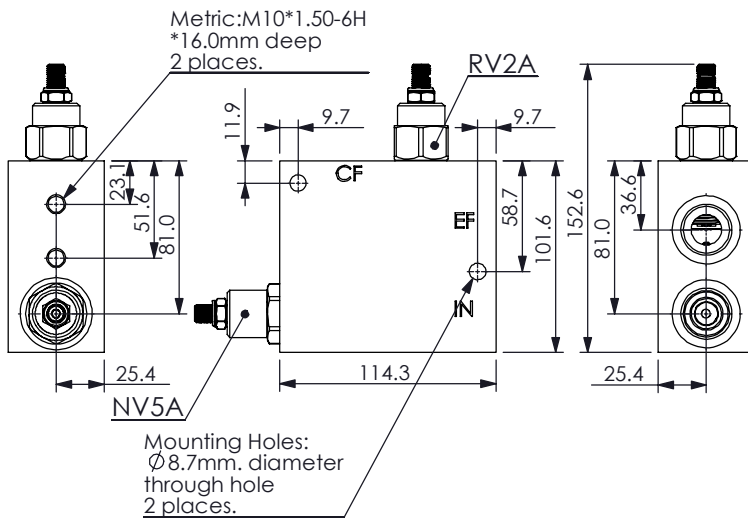 Metric:M10*1.50-6H
*16.0mm deep
2 places.
RV2A
11.9
9.7
9.7
CF
EF
IN
23.1
51.6
81.0
58.7
101.6
152.6
36.6
81.0
25.4
114.3
25.4
NV5A
Mounting Holes:
∅8.7mm. diameter
through hole
2 places.